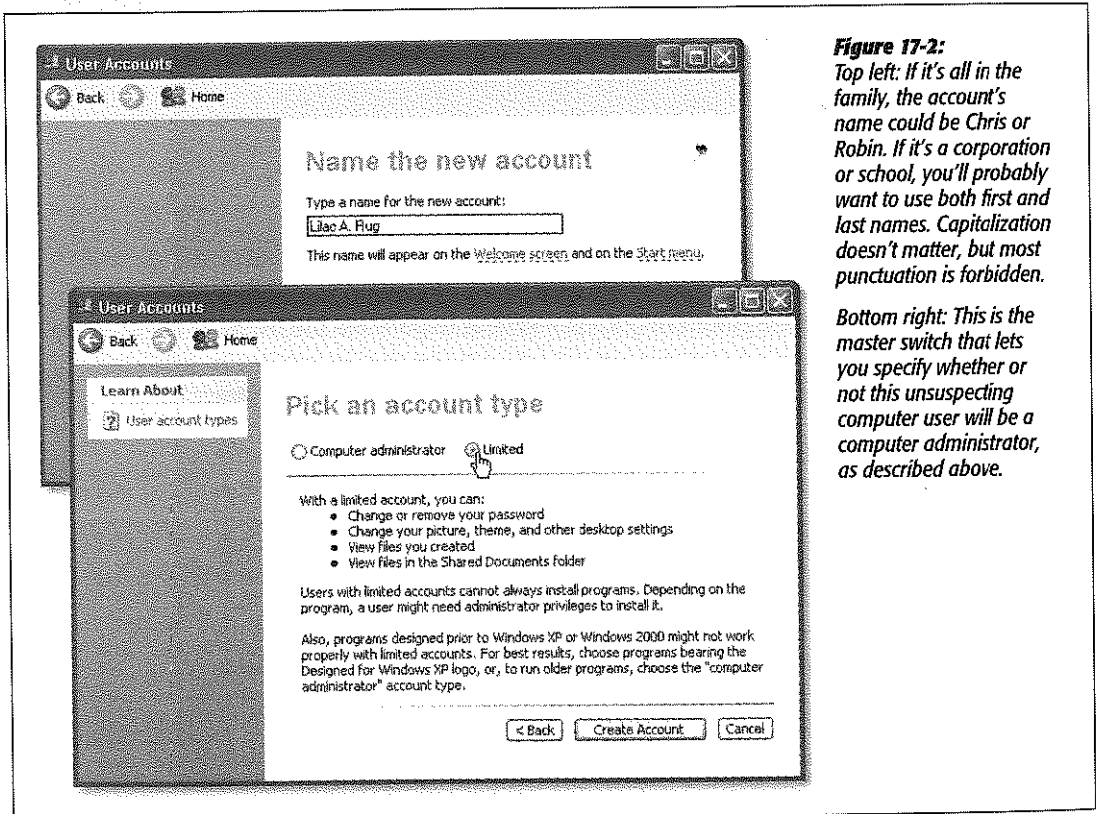 User Accounts
Back
Home
Name the new account
Type a name for the new account:
Lilac A. Rug
This name will appear on the Welcome screen and on the Start menu.
User Accounts
Back
Home
Learn About
User account types
Pick an account type
Computer administrator
Limited
With a limited account, you can:
• Change or remove your password
• Change your picture, theme, and other desktop settings
• View files you created
• View files in the Shared Documents folder
Users with limited accounts cannot always install programs. Depending on the
program, a user might need administrator privileges to install it.
Also, programs designed prior to Windows XP or Windows 2000 might not work
properly with limited accounts. For best results, choose programs bearing the
Designed for Windows XP logo, or, to run older programs, choose the "computer
administrator" account type.
< Back
Create Account
Cancel
Figure 17-2:
Top left: If it's all in the
family, the account's
name could be Chris or
Robin. If it's a corporation
or school, you'll probably
want to use both first and
last names. Capitalization
doesn't matter, but most
punctuation is forbidden.
Bottom right: This is the
master switch that lets
you specify whether or
not this unsuspecting
computer user will be a
computer administrator,
as described above.